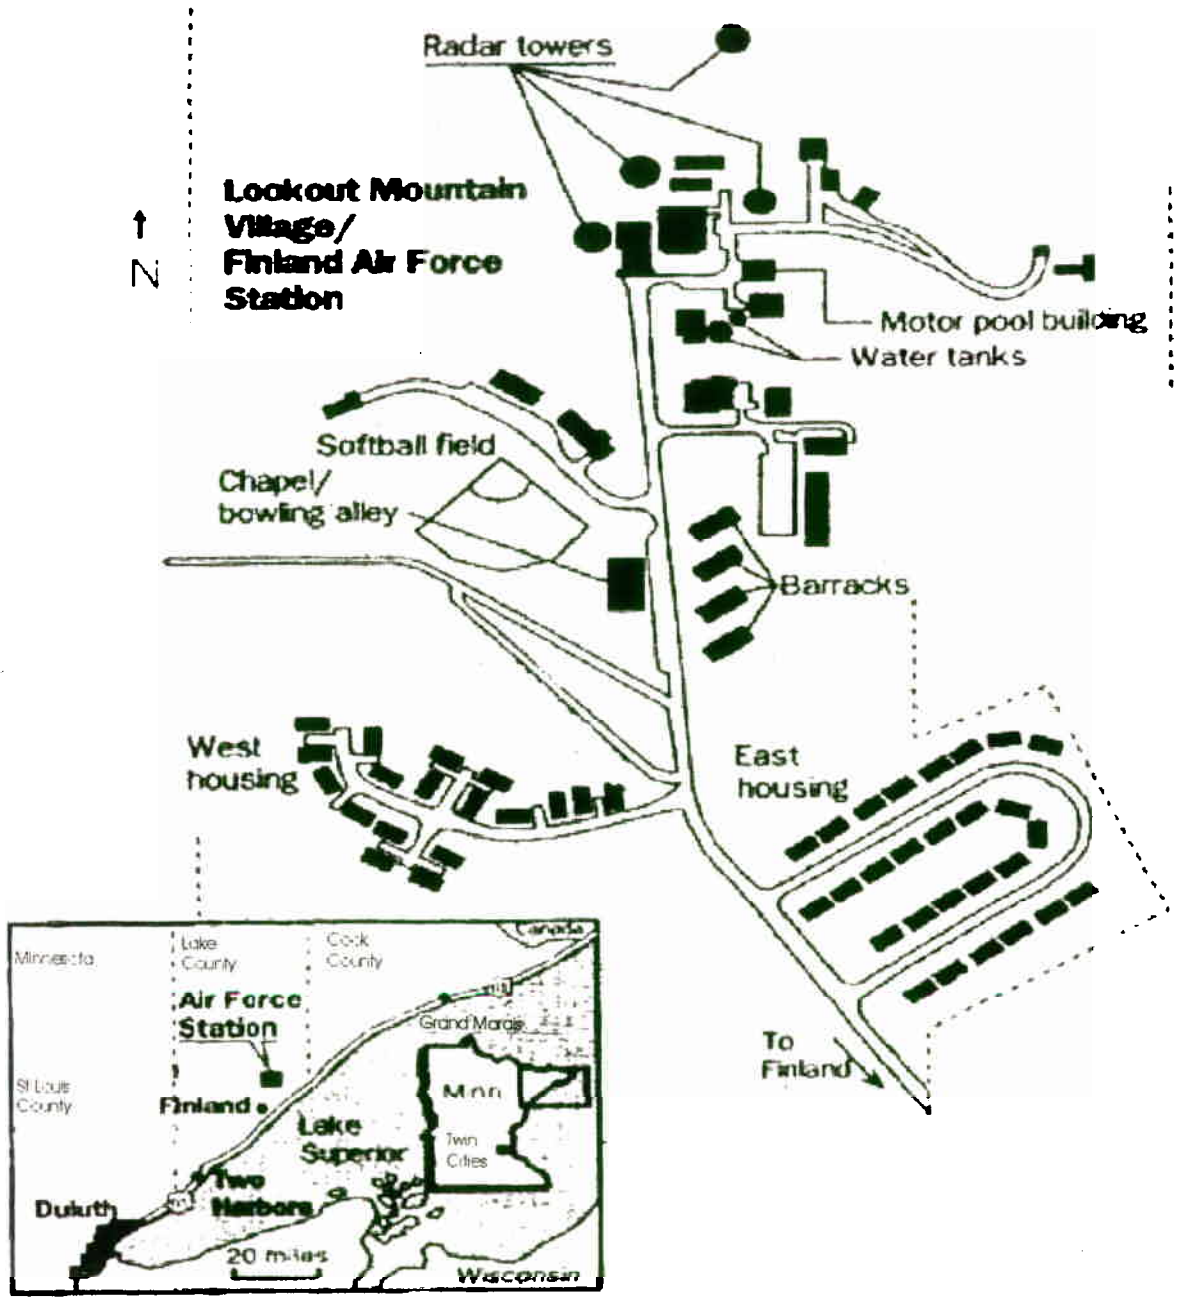 Radar towers
Lookout Mountain
Village/
Finland Air Force
Station
N
Motor pool building
Water tanks
Softball field
Chapel/
bowling alley
Barracks
West
housing
East
housing
To
Finland
Canada
Minnesota
Lake
County
Cook
County
Air Force
Station
Grand Marais
St Louis
County
Finland
Minn
Twin
Cities
Lake
Superior
Two
Harbors
Duluth
20 miles
Wisconsin